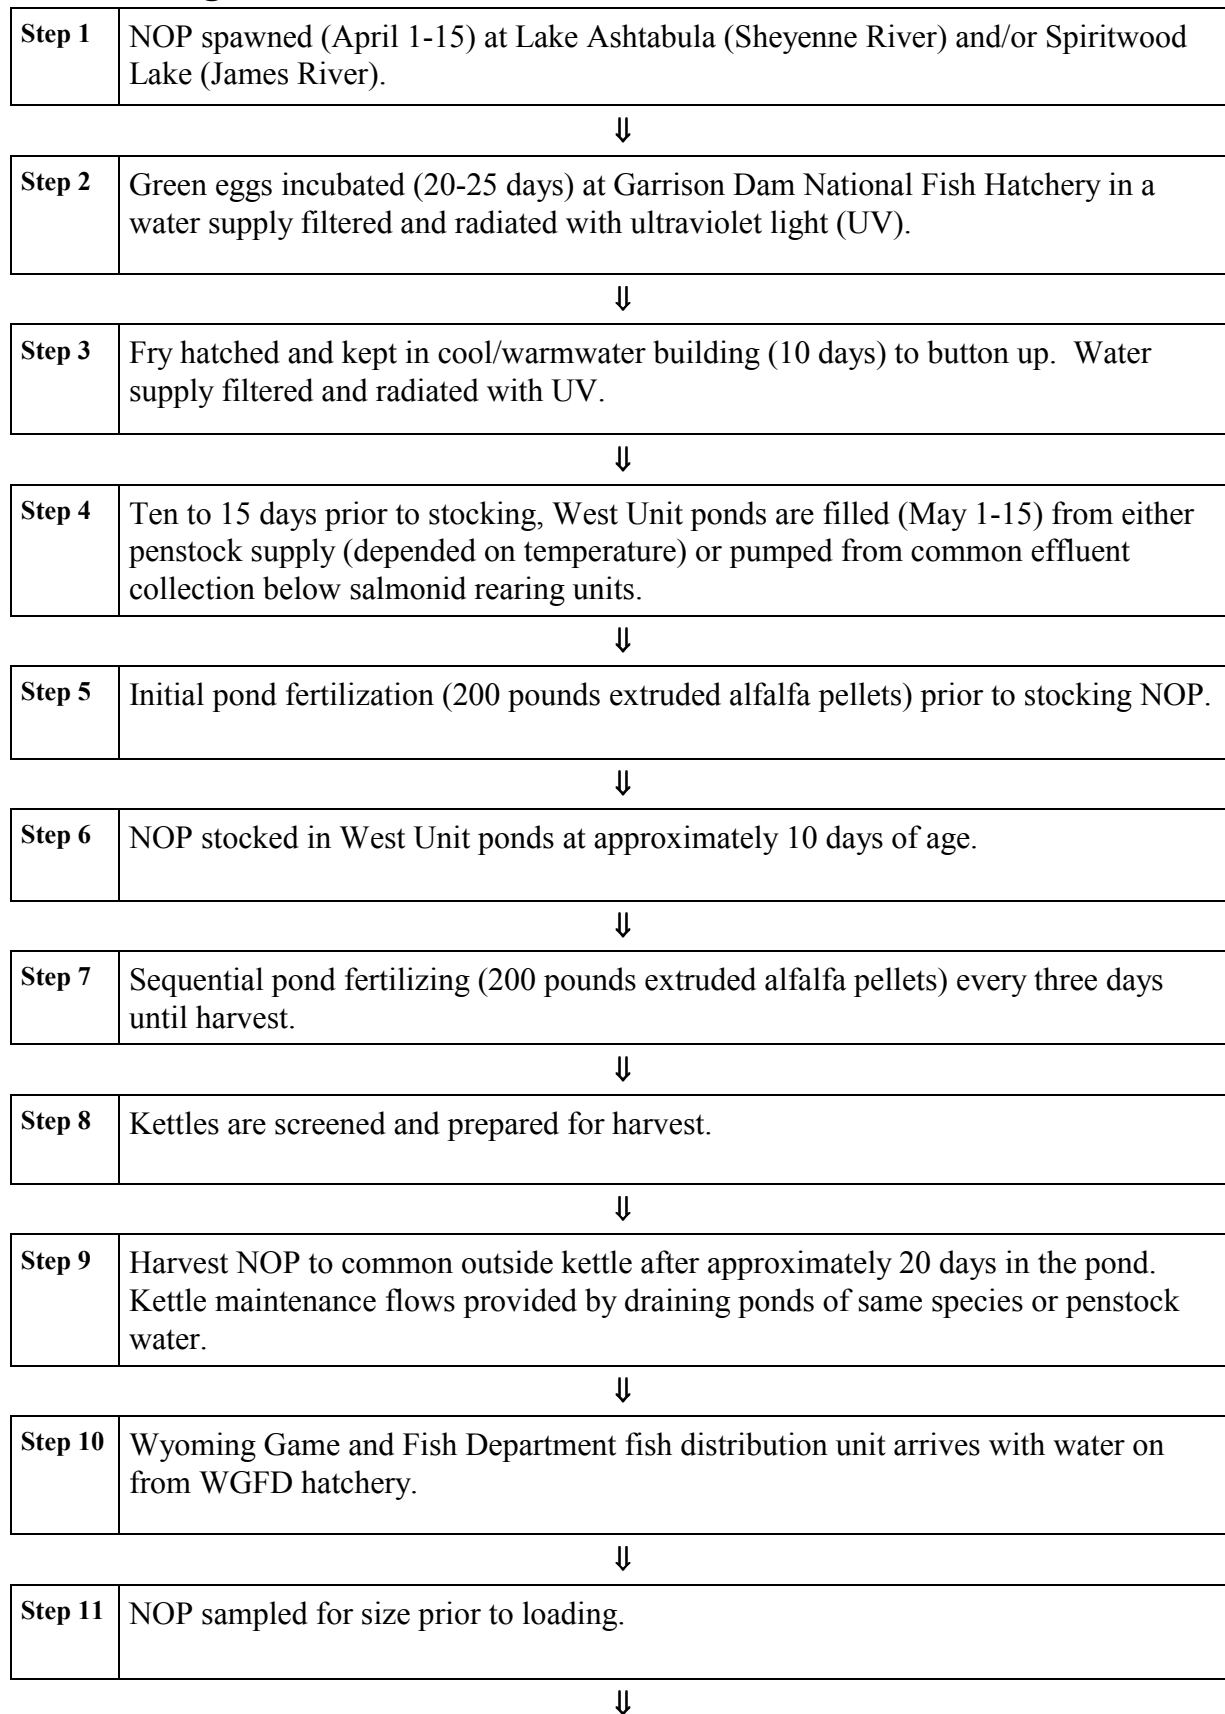 Step 1 NOP spawned (April 1-15) at Lake Ashtabula (Sheyenne River) and/or Spiritwood
Lake (James River).
⇓
Step 2 Green eggs incubated (20-25 days) at Garrison Dam National Fish Hatchery in a
water supply filtered and radiated with ultraviolet light (UV).
⇓
Step 3 Fry hatched and kept in cool/warmwater building (10 days) to button up.  Water
supply filtered and radiated with UV.
⇓
Step 4 Ten to 15 days prior to stocking, West Unit ponds are filled (May 1-15) from either
penstock supply (depended on temperature) or pumped from common effluent
collection below salmonid rearing units.
⇓
Step 5 Initial pond fertilization (200 pounds extruded alfalfa pellets) prior to stocking NOP.
⇓
Step 6 NOP stocked in West Unit ponds at approximately 10 days of age.
⇓
Step 7 Sequential pond fertilizing (200 pounds extruded alfalfa pellets) every three days
until harvest.
⇓
Step 8 Kettles are screened and prepared for harvest.
⇓
Step 9 Harvest NOP to common outside kettle after approximately 20 days in the pond.
Kettle maintenance flows provided by draining ponds of same species or penstock
water.
⇓
Step 10 Wyoming Game and Fish Department fish distribution unit arrives with water on
from WGFD hatchery.
⇓
Step 11 NOP sampled for size prior to loading.
⇓